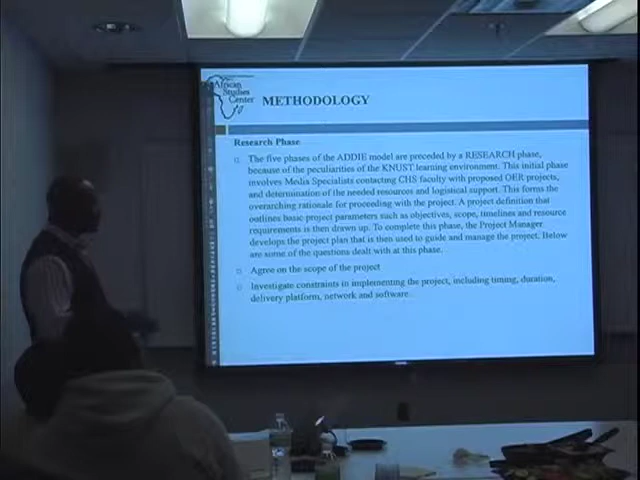 African
Studies
Center
METHODOLOGY
Research Phase
The five phases of the ADDIE model are preceded by a RESEARCH phase,
because of the peculiarities of the KNUST learning environment. This initial phase
involves Media Specialists contacting CHS faculty with proposed OER projects,
and determination of the needed resources and logistical support. This forms the
overarching rationale for proceeding with the project. A project definition that
outlines basic project parameters such as objectives, scope, timelines and resource
requirements is then drawn up. To complete this phase, the Project Manager
develops the project plan that is then used to guide and manage the project. Below
are some of the questions dealt with at this phase.
Agree on the scope of the project
Investigate constraints in implementing the project, including timing, duration,
delivery platform, network and software.